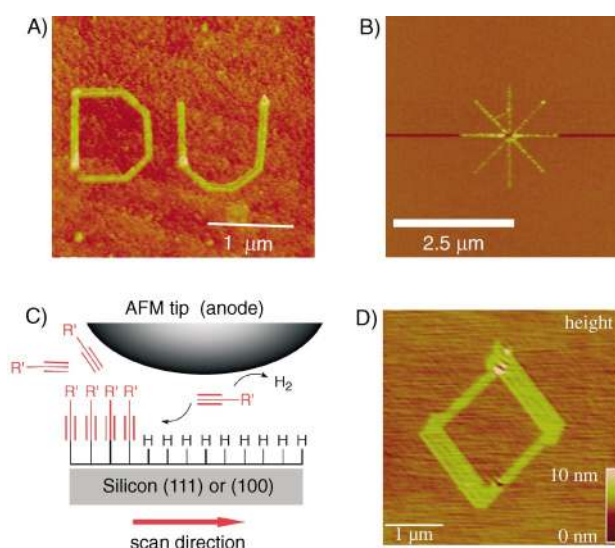 A)
DU
1 μm
B)
2.5 μm
C)
AFM tip (anode)
R'
R'
R' R' R' R'
H₂
R'
H H H H H H H H
Silicon (111) or (100)
scan direction
D)
height
10 nm
0 nm
1 μm